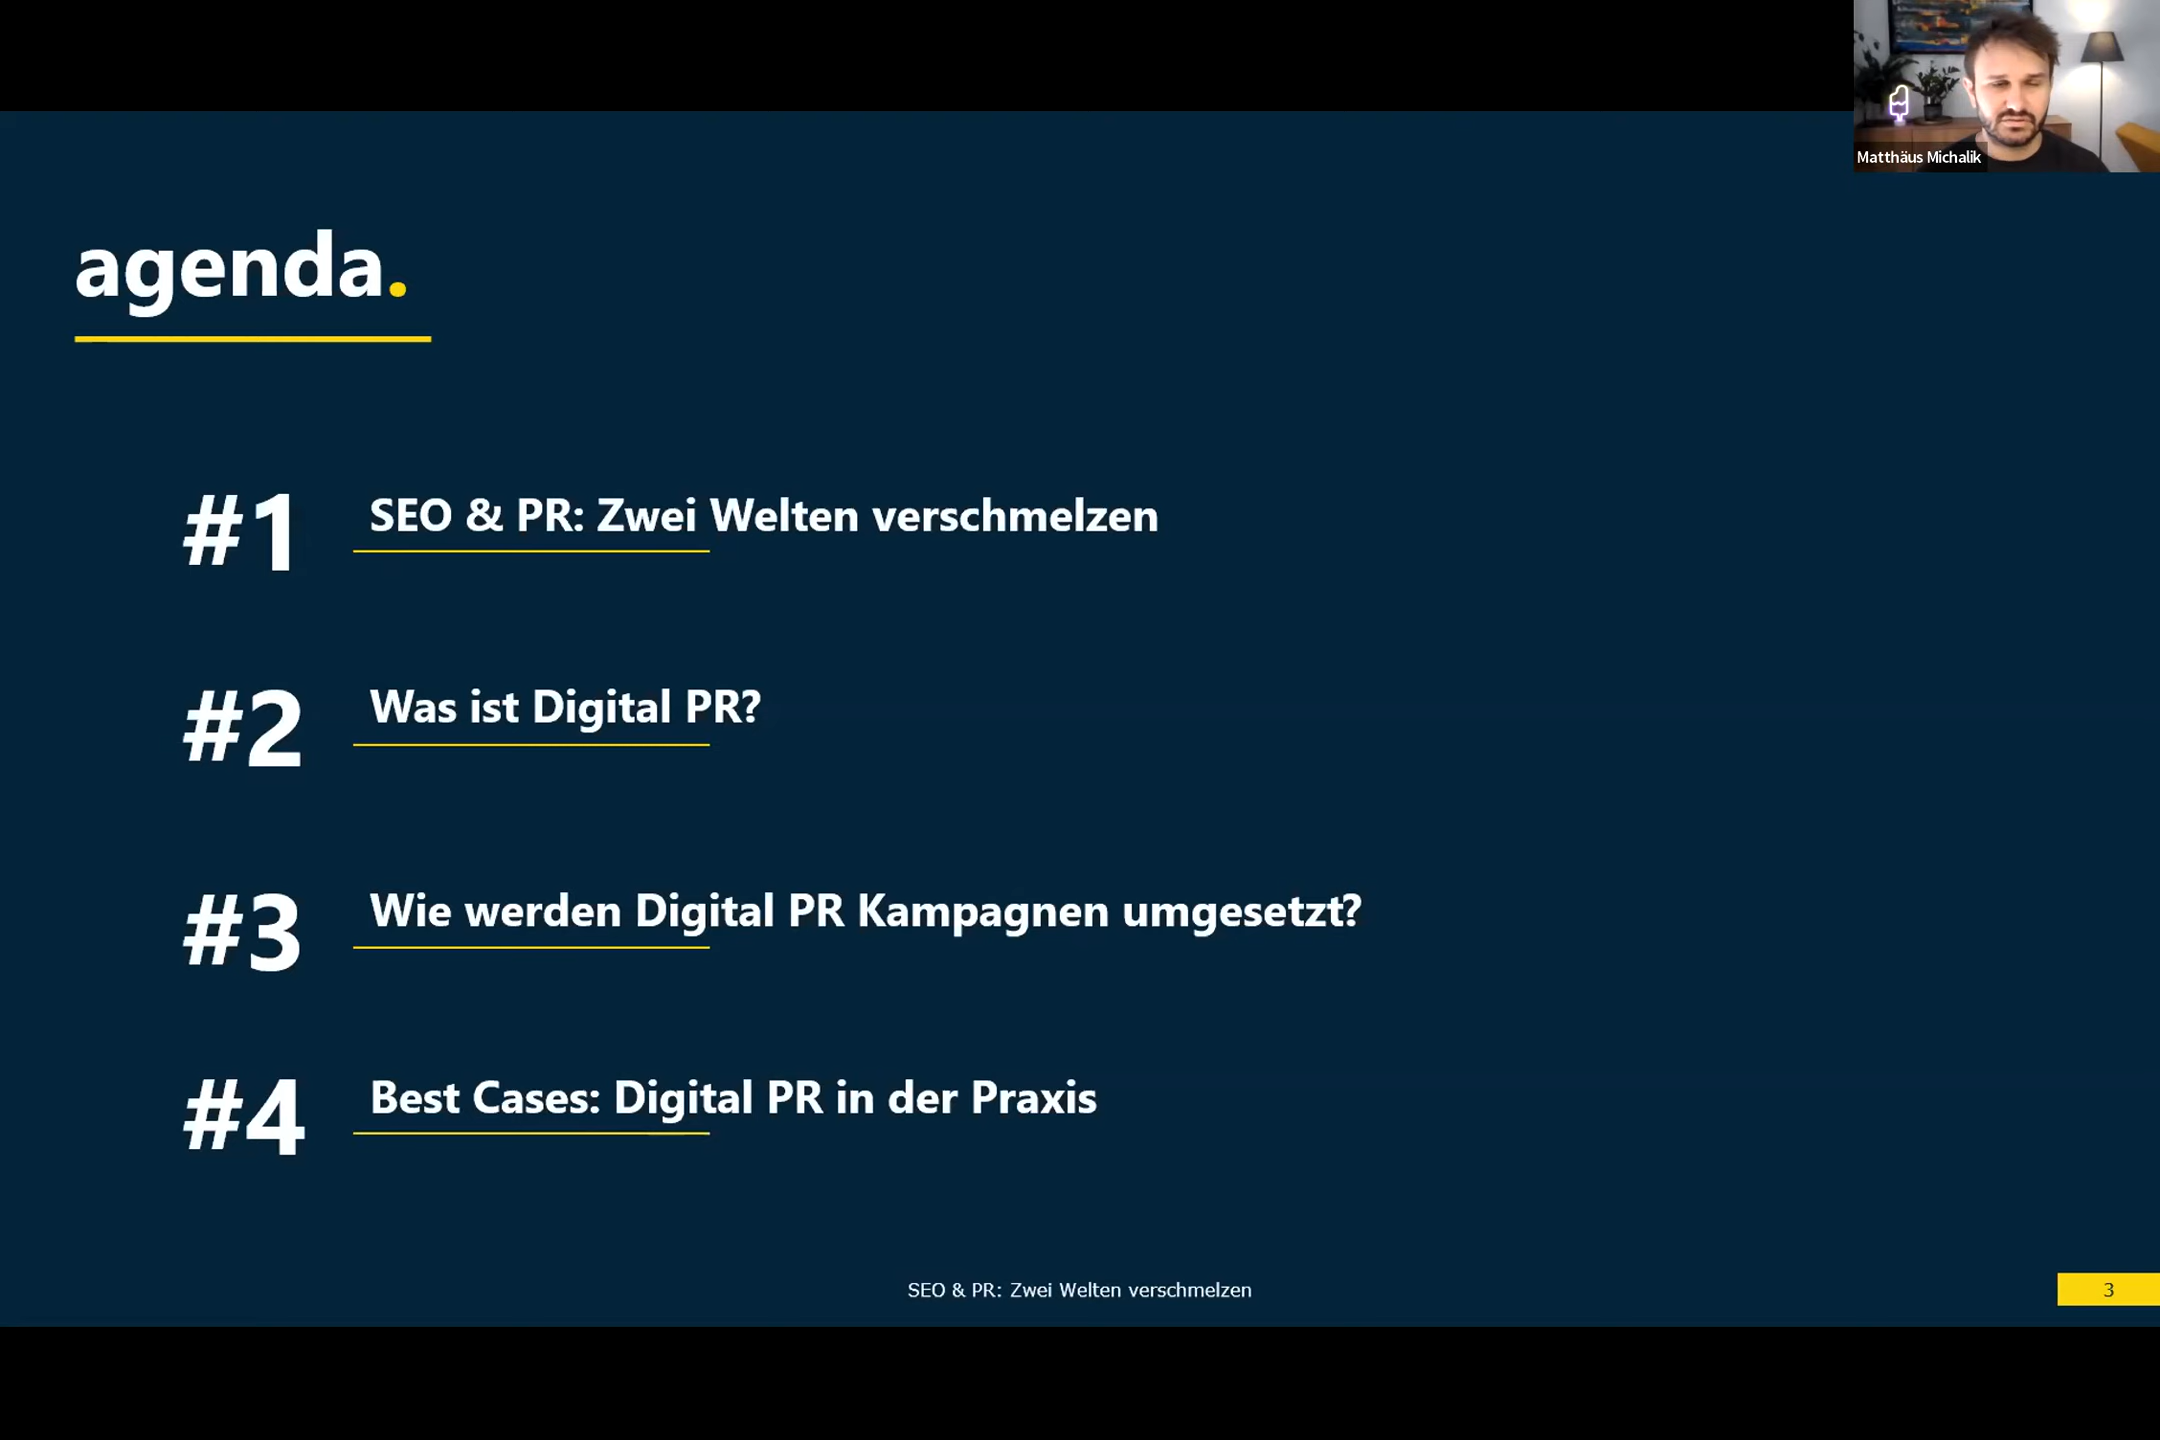 Matthäus Michalik
agenda.
#1
SEO & PR: Zwei Welten verschmelzen
#2
Was ist Digital PR?
#3
Wie werden Digital PR Kampagnen umgesetzt?
#4
Best Cases: Digital PR in der Praxis
SEO & PR: Zwei Welten verschmelzen
3